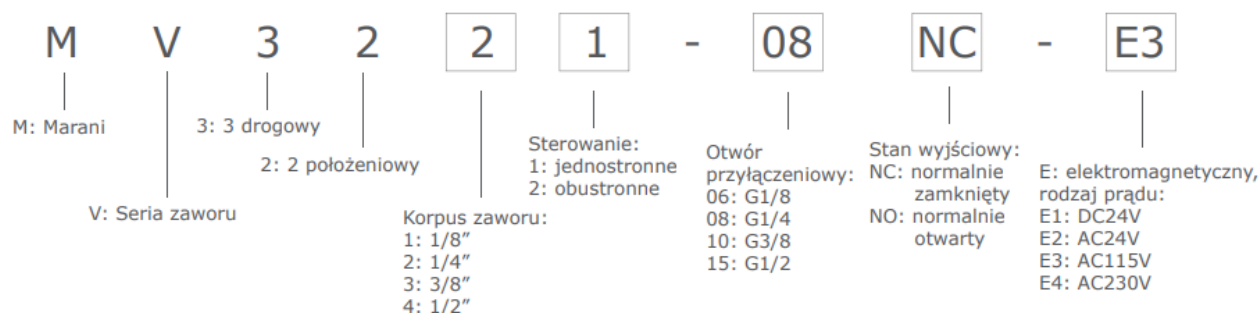 M V 3 2 2 1 - 08 NC - E3
M: Marani
V: Seria zaworu
3: 3 drogowy
2: 2 położeniowy
Korpus zaworu:
1: 1/8”
2: 1/4”
3: 3/8”
4: 1/2”
Sterowanie:
1: jednostronne
2: obustronne
Otwór
przyłączeniowy:
06: G1/8
08: G1/4
10: G3/8
15: G1/2
Stan wyjściowy:
NC: normalnie
zamknięty
NO: normalnie
otwarty
E: elektromagnetyczny,
rodzaj prądu:
E1: DC24V
E2: AC24V
E3: AC115V
E4: AC230V